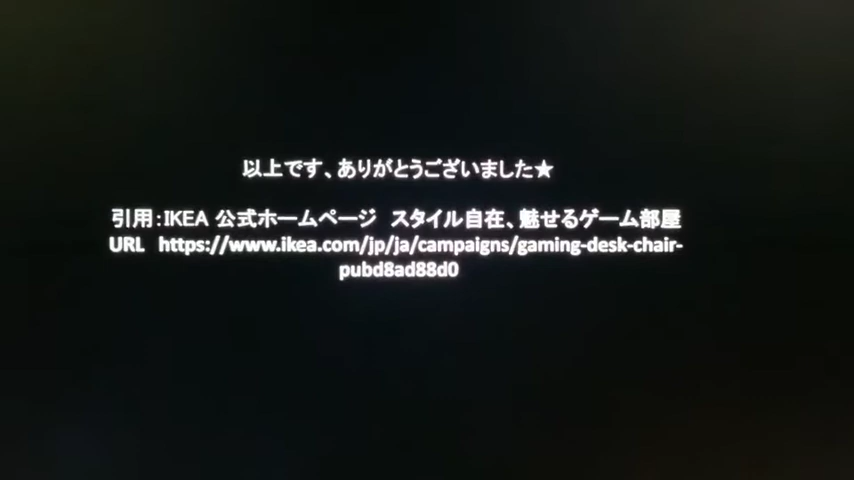 以上です、ありがとうございました★
引用：IKEA 公式ホームページ　スタイル自在、魅せるゲーム部屋
URL　https://www.ikea.com/jp/ja/campaigns/gaming-desk-chair-
pubd8ad88d0